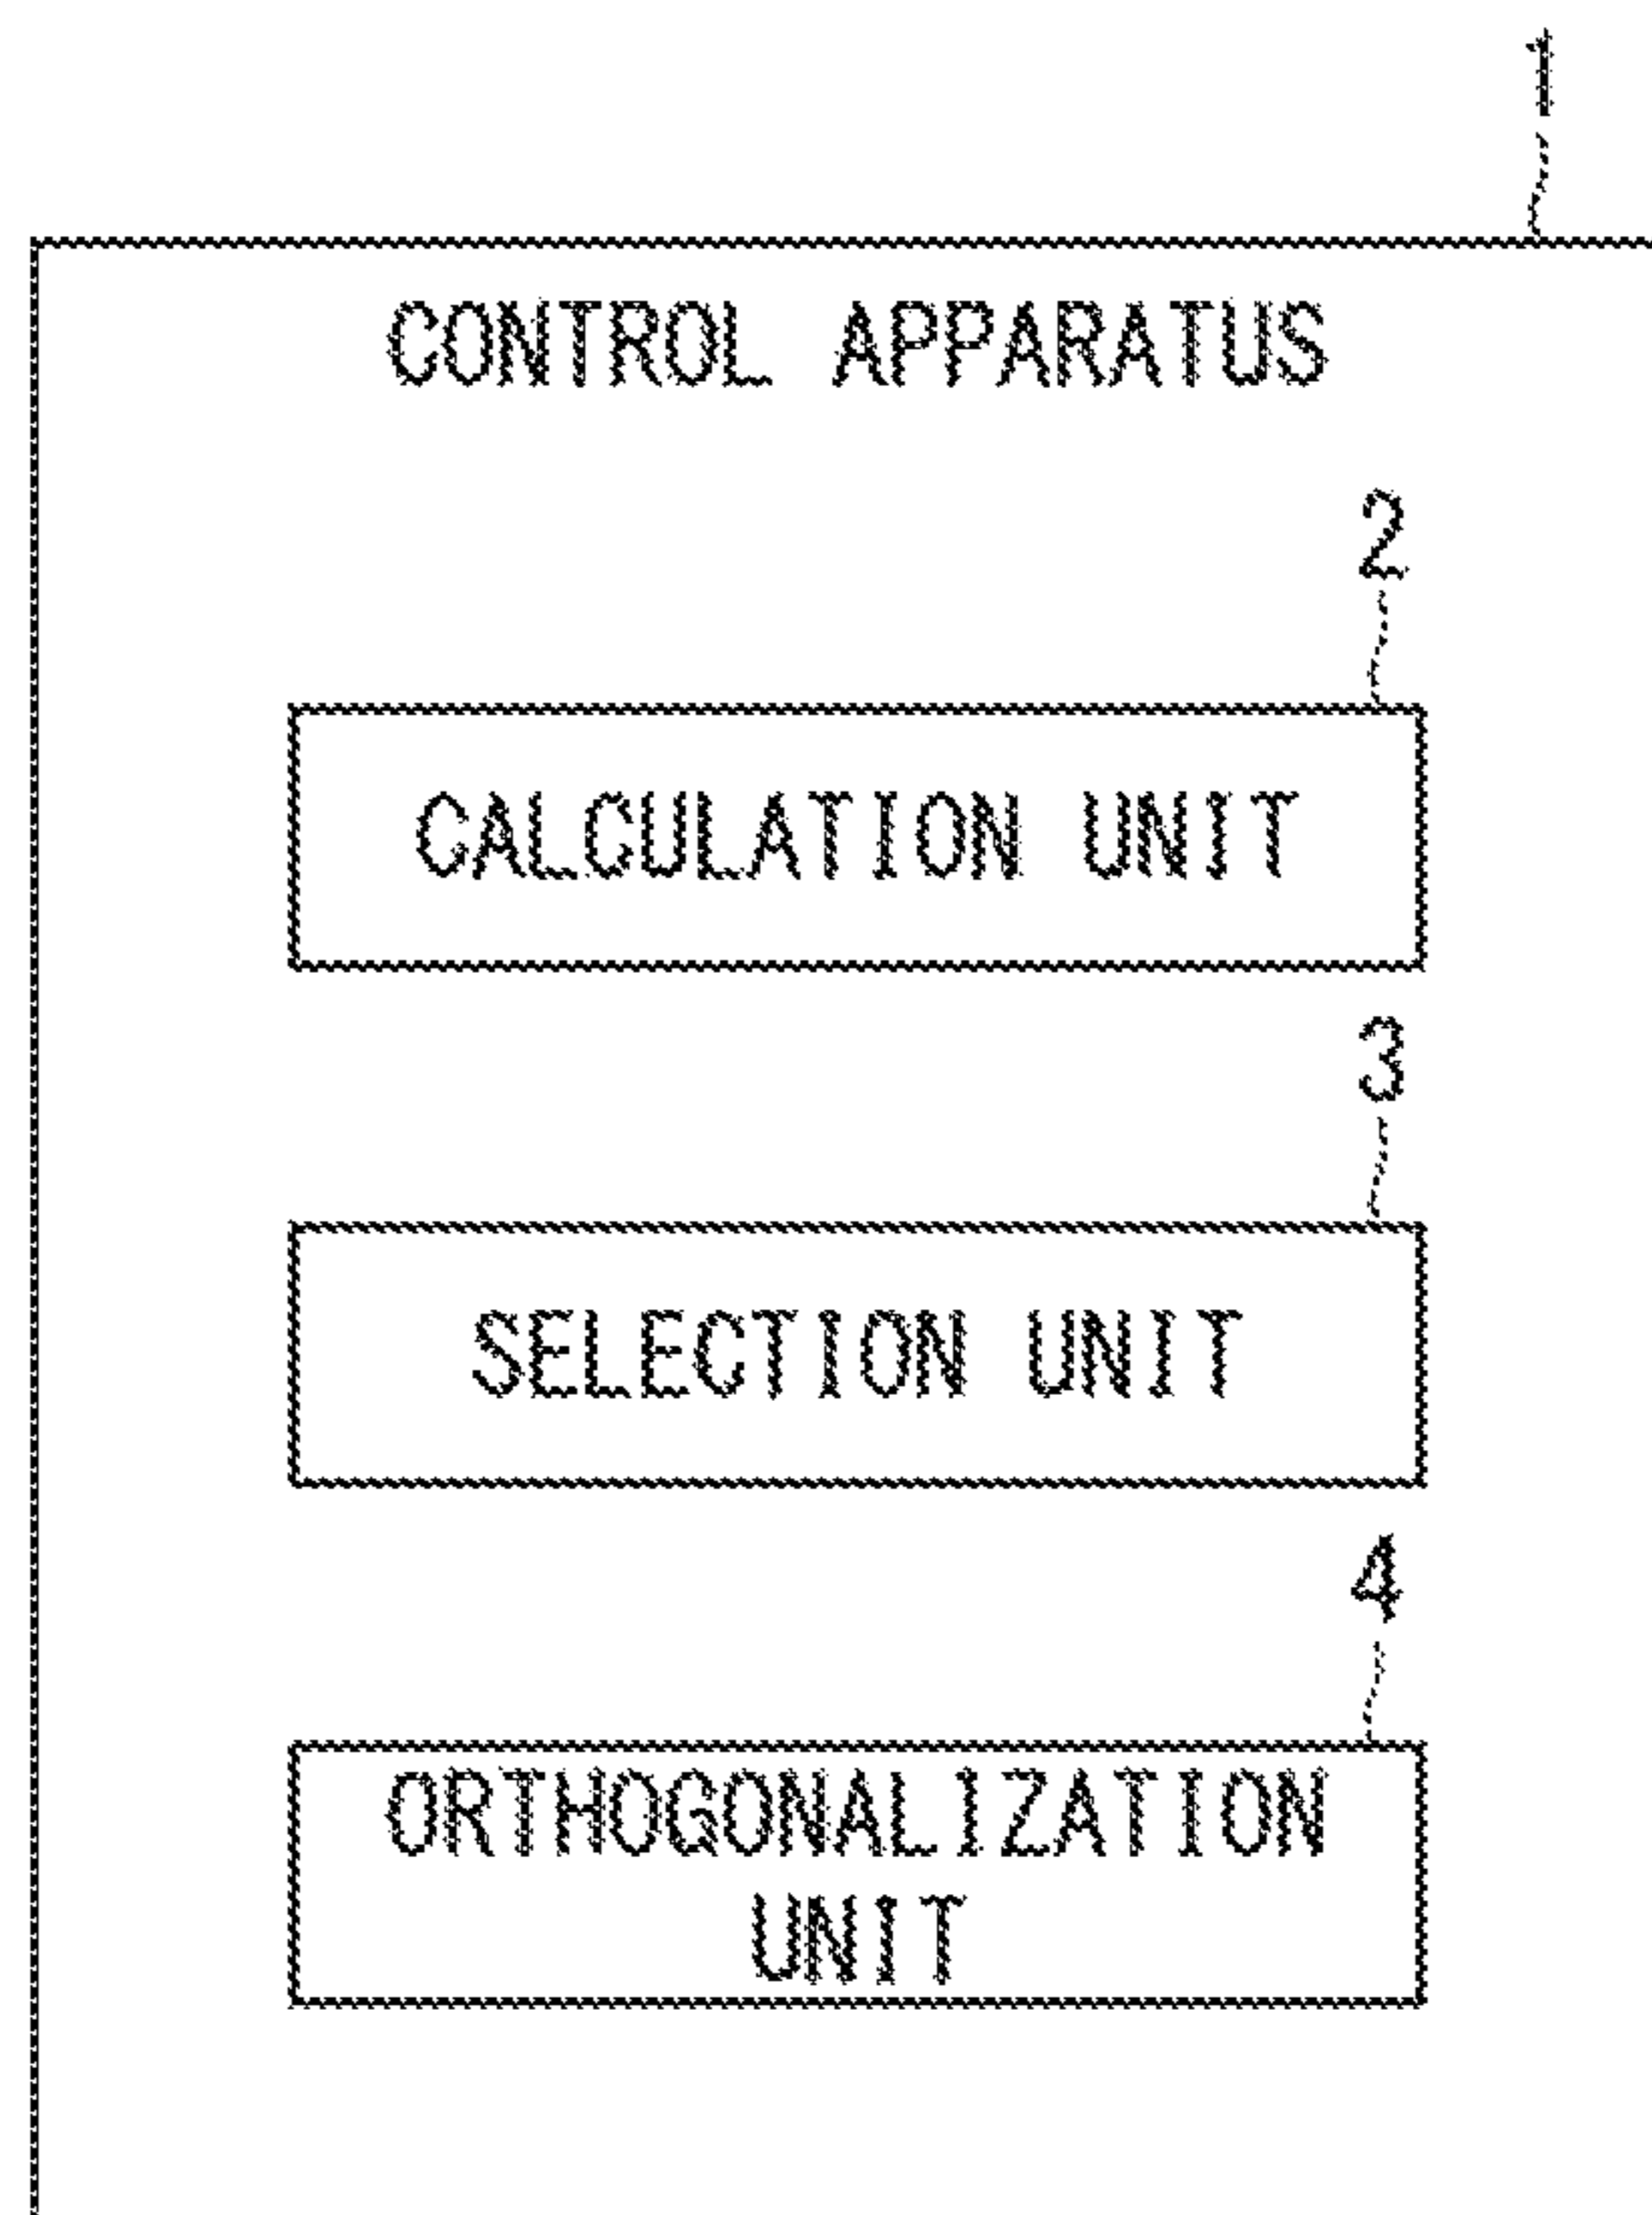 1
CONTROL APPARATUS
2
CALCULATION UNIT
3
SELECTION UNIT
4
ORTHOGONALIZATION
UNIT